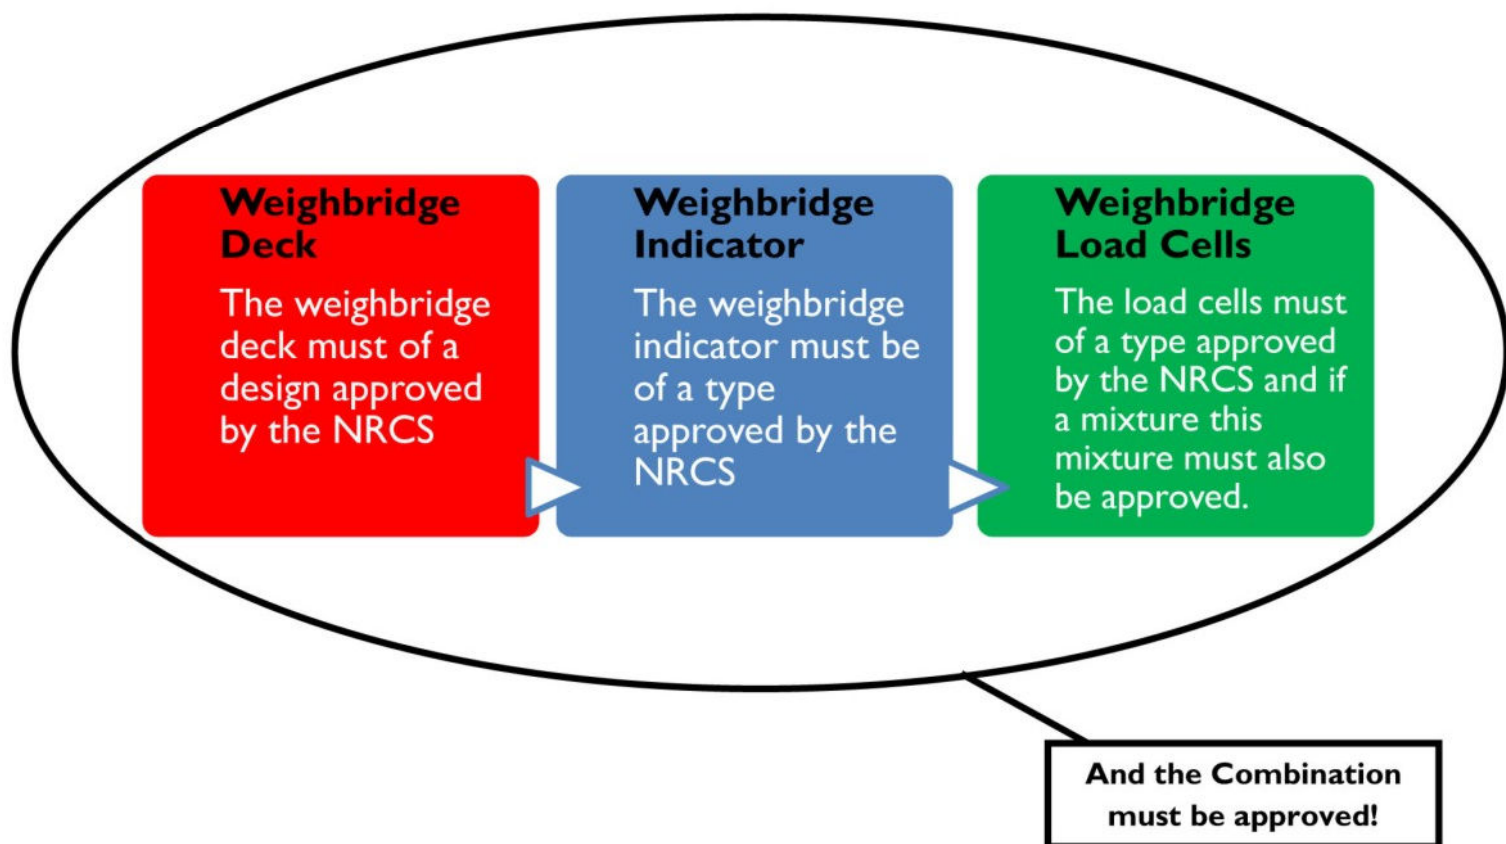 Weighbridge
Deck
The weighbridge
deck must of a
design approved
by the NRCS
Weighbridge
Indicator
The weighbridge
indicator must be
of a type
approved by the
NRCS
Weighbridge
Load Cells
The load cells must
of a type approved
by the NRCS and if
a mixture this
mixture must also
be approved.
And the Combination
must be approved!